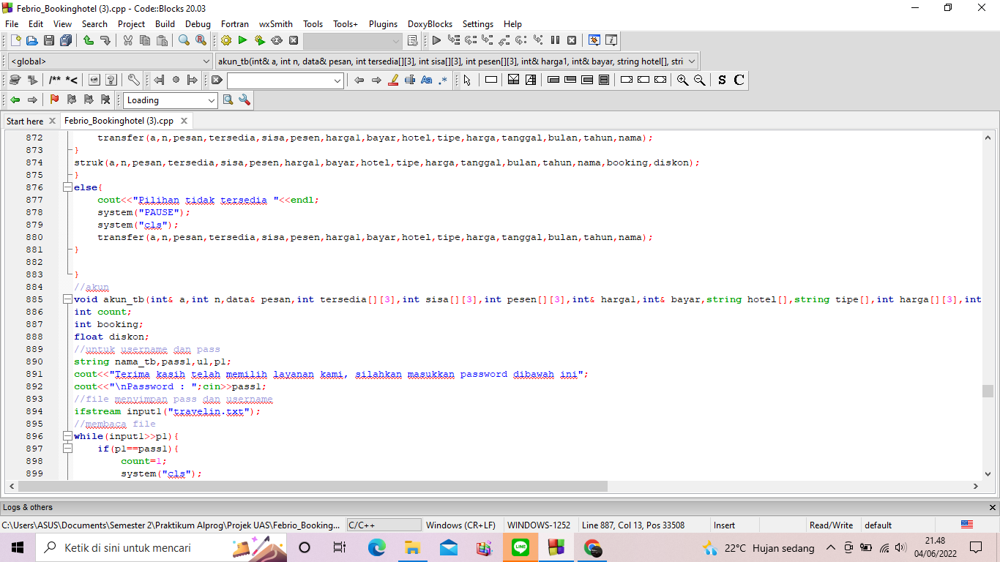 Febrio_Bookinghotel (3).cpp - Code::Blocks 20.03
File Edit View Search Project Build Debug Fortran wxSmith Tools Tools+ Plugins DoxyBlocks Settings Help
<global> akun_tb(int& a, int n, data& pesan, int tersedia[][3], int sisa[][3], int pesen[][3], int& harga1, int& bayar, string hotel[], stri
/** *< Aa .* S C
Loading
Start here Febrio_Bookinghotel (3).cpp
872 transfer(a,n,pesan,tersedia,sisa,pesen,harga1,bayar,hotel,tipe,harga,tanggal,bulan,tahun,nama);
873 }
874 struk(a,n,pesan,tersedia,sisa,pesen,harga1,bayar,hotel,tipe,harga,tanggal,bulan,tahun,nama,booking,diskon);
875 }
876 else{
877 cout<<"Pilihan tidak tersedia "<<endl;
878 system("PAUSE");
879 system("cls");
880 transfer(a,n,pesan,tersedia,sisa,pesen,harga1,bayar,hotel,tipe,harga,tanggal,bulan,tahun,nama);
881 }
882
883 }
884 //akun
885 void akun_tb(int& a,int n,data& pesan,int tersedia[][3],int sisa[][3],int pesen[][3],int& harga1,int& bayar,string hotel[],string tipe[],int harga[][3],int
886 int count;
887 int booking;
888 float diskon;
889 //untuk username dan pass
890 string nama_tb,pass1,u1,p1;
891 cout<<"Terima kasih telah memilih layanan kami, silahkan masukkan password dibawah ini";
892 cout<<"\nPassword : ";cin>>pass1;
893 //file menyimpan pass dan username
894 ifstream input1("travelin.txt");
895 //membaca file
896 while(input1>>p1){
897 if(p1==pass1){
898 count=1;
899 system("cls");
Logs & others
C:\Users\ASUS\Documents\Semester 2\Praktikum Alprog\Projek UAS\Febrio_Booking... C/C++ Windows (CR+LF) WINDOWS-1252 Line 887, Col 13, Pos 33508 Insert Read/Write default
Ketik di sini untuk mencari LINE 22°C Hujan sedang 21.48
04/06/2022